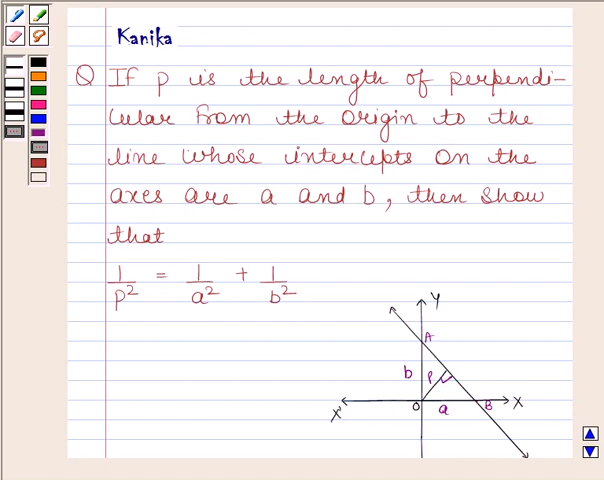 Kanika
Q If p is the length of perpendi-
cular from the origin to the
line whose intercepts on the
axes are a and b, then show
that
1/p² = 1/a² + 1/b²
Y
A
b p
X' O a B X